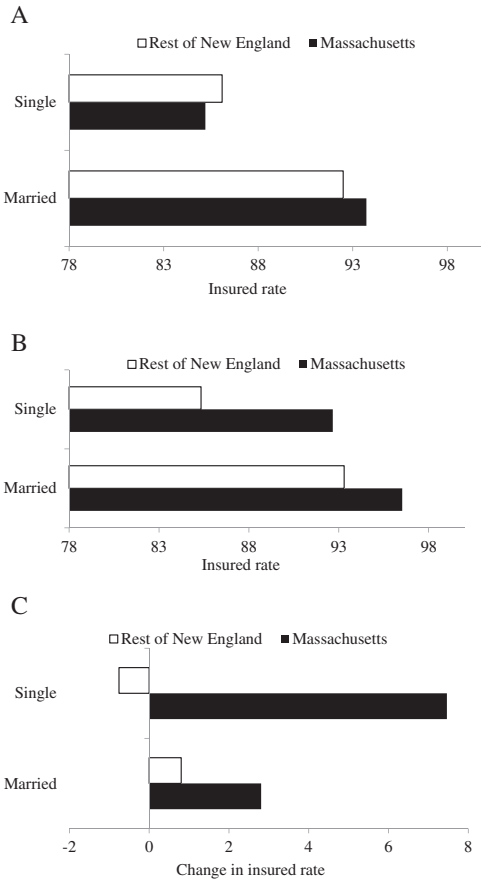 A
Rest of New England Massachusetts
Single
Married
78 83 88 93 98
Insured rate
B
Rest of New England Massachusetts
Single
Married
78 83 88 93 98
Insured rate
C
Rest of New England Massachusetts
Single
Married
-2 0 2 4 6 8
Change in insured rate